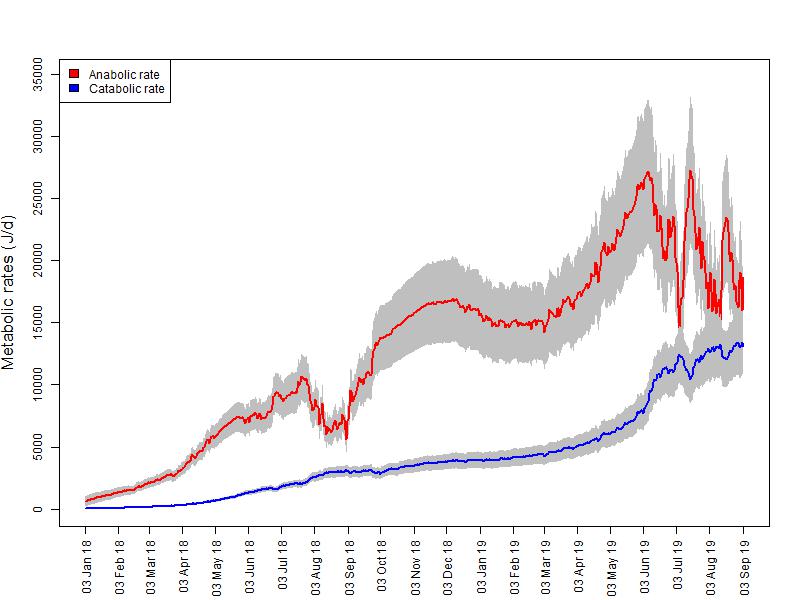 Anabolic rate
Catabolic rate
Metabolic rates (J/d)
35000
30000
25000
20000
15000
10000
5000
0
03 Jan 18
03 Feb 18
03 Mar 18
03 Apr 18
03 May 18
03 Jun 18
03 Jul 18
03 Aug 18
03 Sep 18
03 Oct 18
03 Nov 18
03 Dec 18
03 Jan 19
03 Feb 19
03 Mar 19
03 Apr 19
03 May 19
03 Jun 19
03 Jul 19
03 Aug 19
03 Sep 19